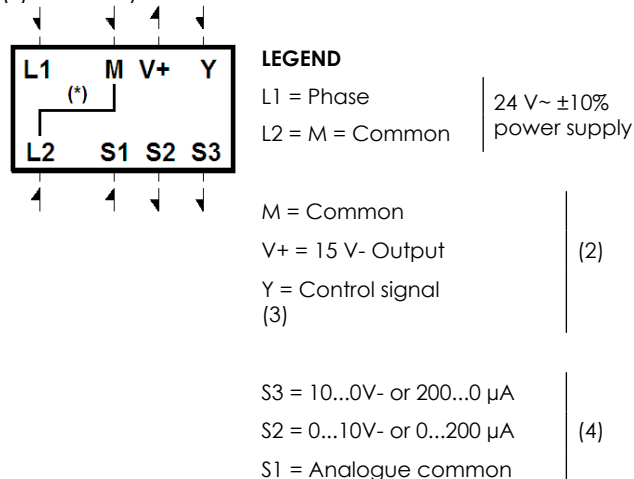 L1 M V+ Y
(*)
L2 S1 S2 S3
LEGEND
L1 = Phase
L2 = M = Common
24 V~ ±10%
power supply
M = Common
V+ = 15 V- Output
(2)
Y = Control signal
(3)
S3 = 10...0V- or 200...0 µA
S2 = 0...10V- or 0...200 µA
(4)
S1 = Analogue common